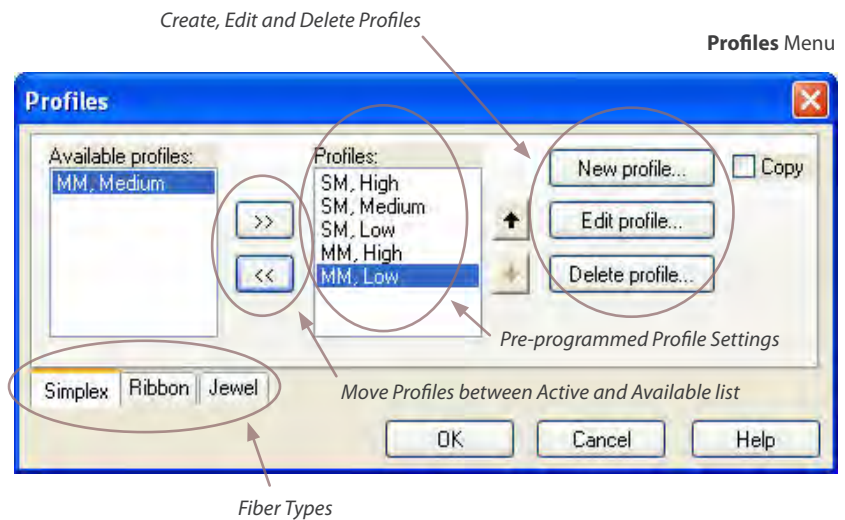 Create, Edit and Delete Profiles
Profiles Menu
Profiles
Available profiles:
MM, Medium
>>
<<
Profiles:
SM, High
SM, Medium
SM, Low
MM, High
MM, Low
New profile...
Copy
Edit profile...
Delete profile...
Pre-programmed Profile Settings
Move Profiles between Active and Available list
Simplex Ribbon Jewel
OK Cancel Help
Fiber Types